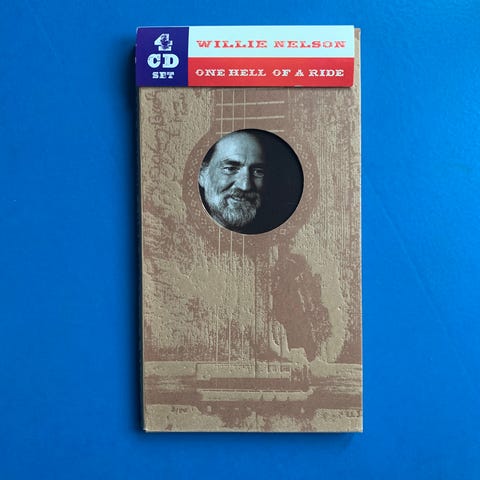 4
CD
SET
WILLIE NELSON
ONE HELL OF A RIDE